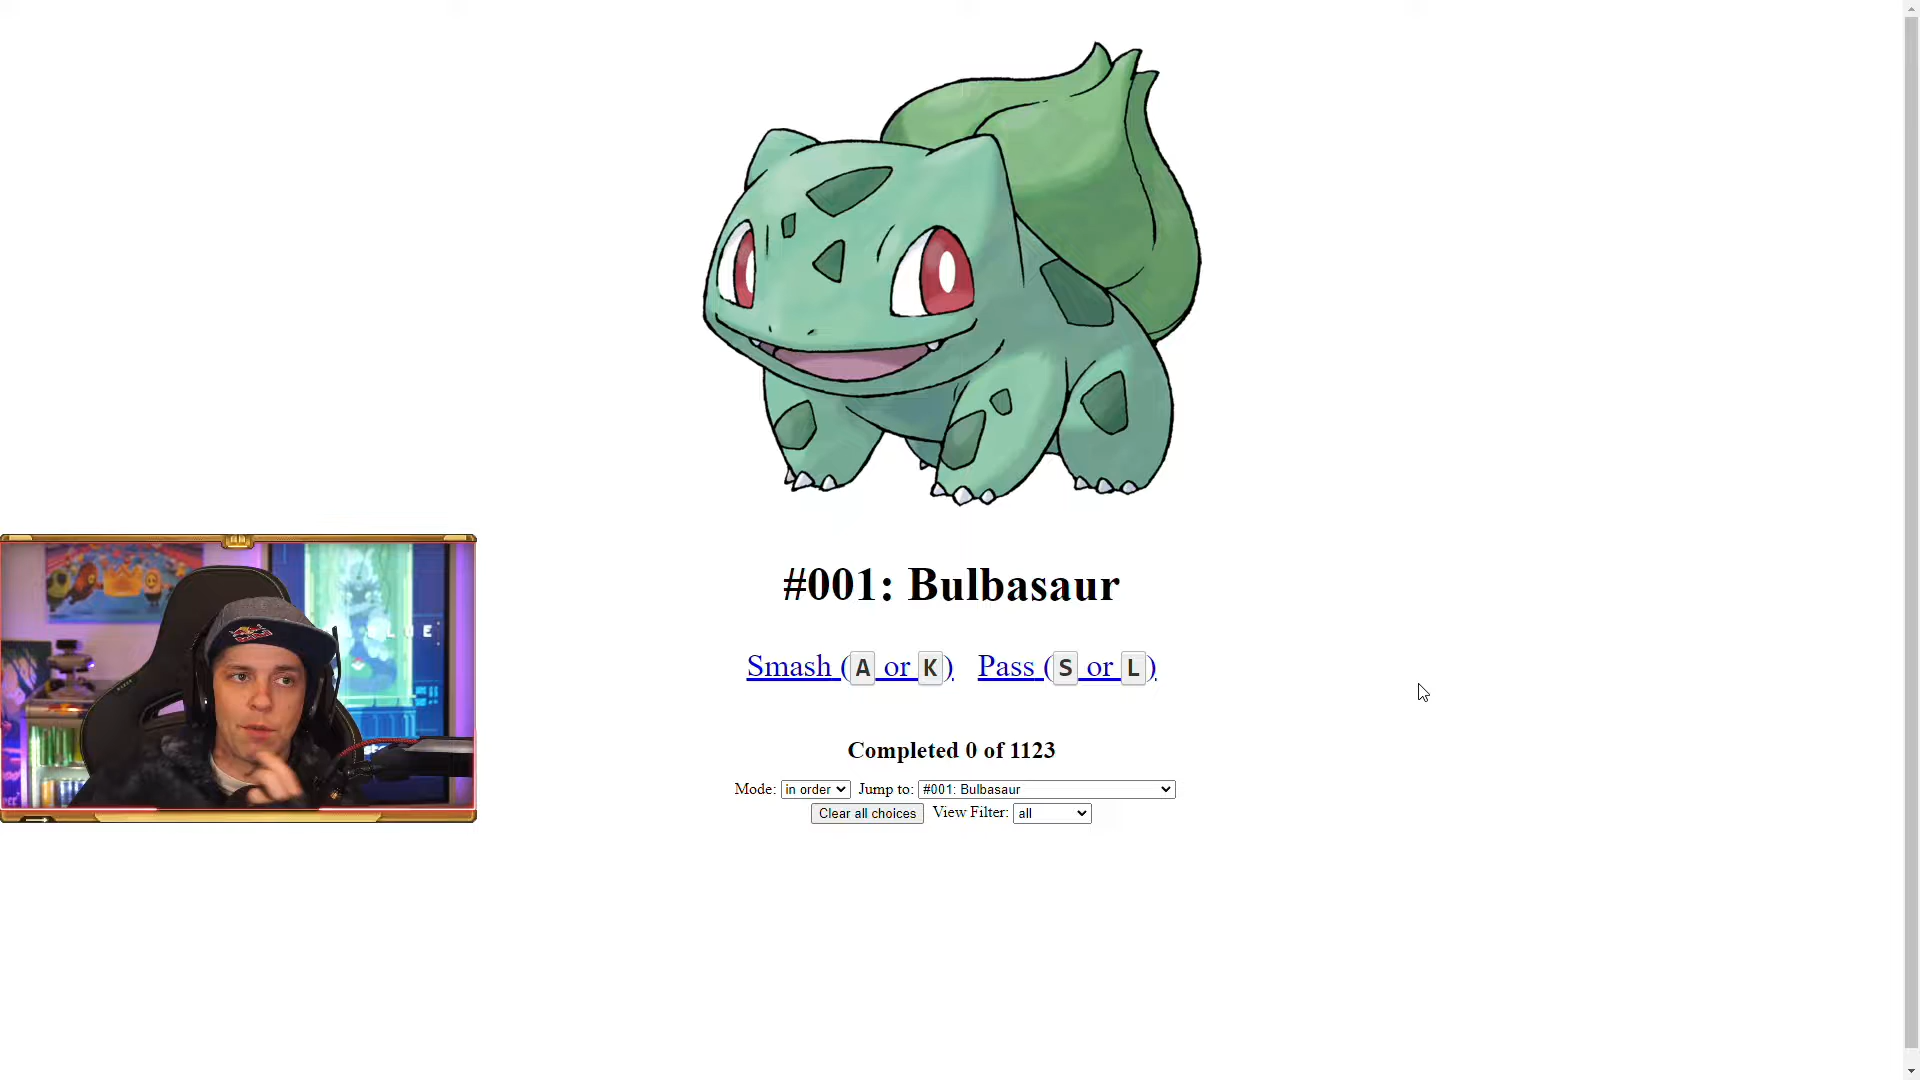 #001: Bulbasaur
Smash (A or K) Pass (S or L)
Completed 0 of 1123
Mode: in order Jump to: #001: Bulbasaur
Clear all choices View Filter: all
LUE